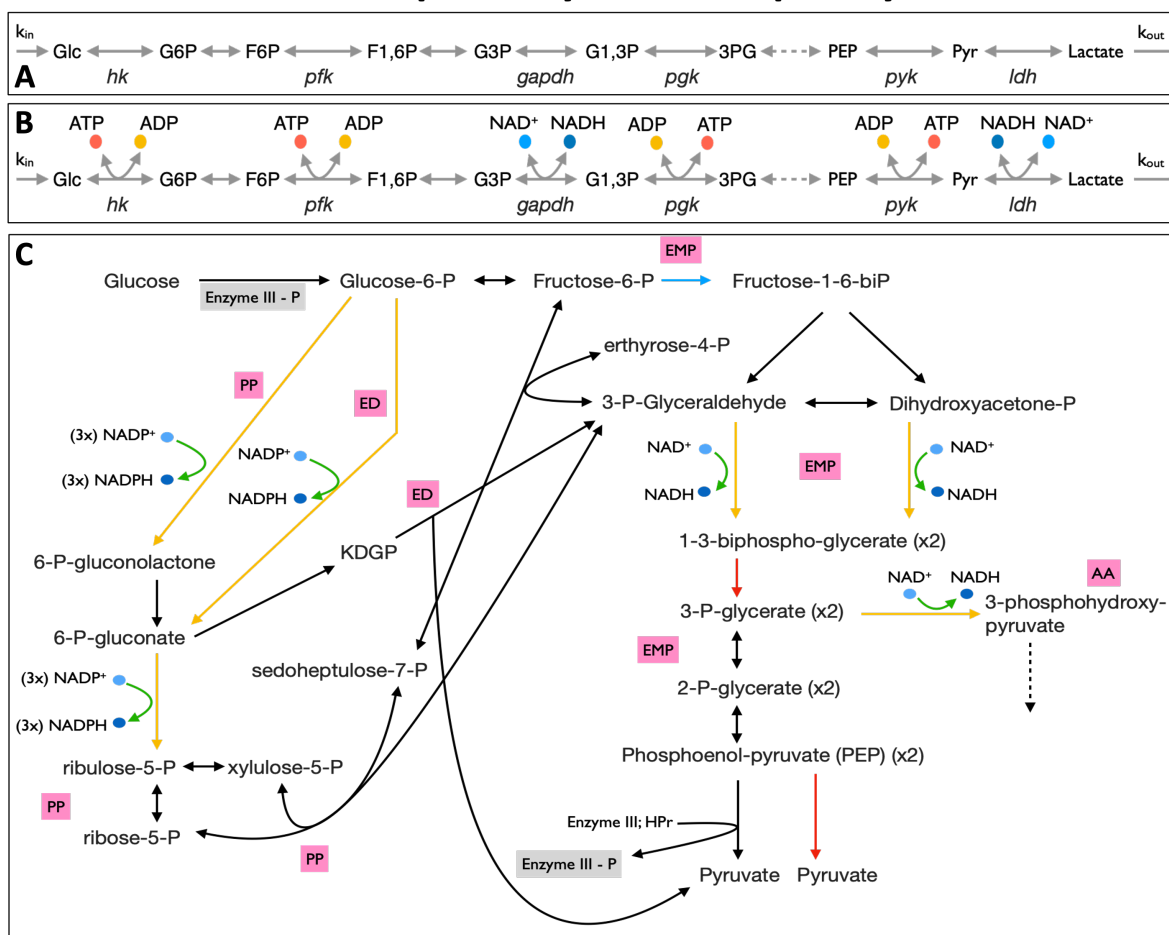 k_in Glc G6P F6P F1,6P G3P G1,3P 3PG PEP Pyr Lactate k_out
A hk pfk gapdh pgk pyk ldh
B ATP ADP ATP ADP NAD⁺ NADH ADP ATP ADP ATP NADH NAD⁺
k_in Glc G6P F6P F1,6P G3P G1,3P 3PG PEP Pyr Lactate k_out
hk pfk gapdh pgk pyk ldh
C
EMP
Glucose Glucose-6-P Fructose-6-P Fructose-1-6-biP
Enzyme III - P
erthyrose-4-P
PP
ED
3-P-Glyceraldehyde Dihydroxyacetone-P
(3x) NADP⁺
(3x) NADPH
NADP⁺
NADPH
NAD⁺
NADH
EMP
NAD⁺
NADH
ED
1-3-biphospho-glycerate (x2)
KDGP
6-P-gluconolactone
NAD⁺ NADH
AA
3-P-glycerate (x2)
3-phosphohydroxy-
pyruvate
6-P-gluconate
EMP
sedoheptulose-7-P
(3x) NADP⁺
(3x) NADPH
2-P-glycerate (x2)
Phosphoenol-pyruvate (PEP) (x2)
ribulose-5-P xylulose-5-P
PP
ribose-5-P
PP
Enzyme III; HPr
Enzyme III - P
Pyruvate Pyruvate